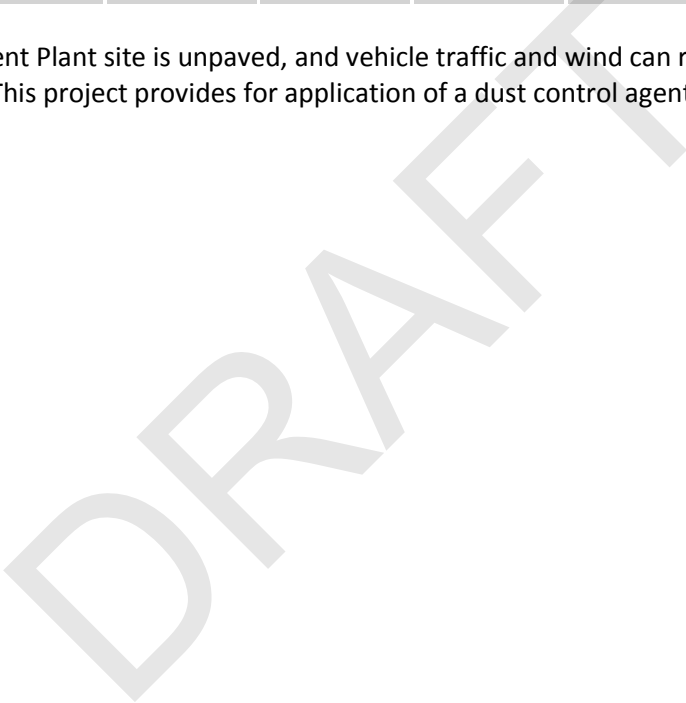 ent Plant site is unpaved, and vehicle traffic and wind can
This project provides for application of a dust control agent
DRAFT